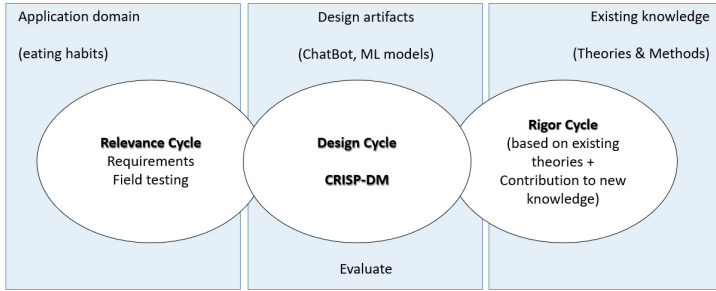 Application domain
(eating habits)
Relevance Cycle
Requirements
Field testing
Design artifacts
(ChatBot, ML models)
Design Cycle
CRISP-DM
Evaluate
Existing knowledge
(Theories & Methods)
Rigor Cycle
(based on existing
theories +
Contribution to new
knowledge)